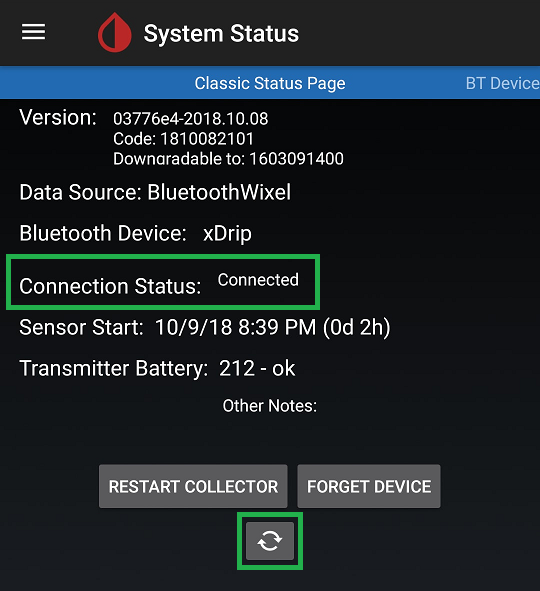 System Status
Classic Status Page BT Device
Version: 03776e4-2018.10.08
Code: 1810082101
Downgradable to: 1603091400
Data Source: BluetoothWixel
Bluetooth Device: xDrip
Connection Status: Connected
Sensor Start: 10/9/18 8:39 PM (0d 2h)
Transmitter Battery: 212 - ok
Other Notes:
RESTART COLLECTOR FORGET DEVICE